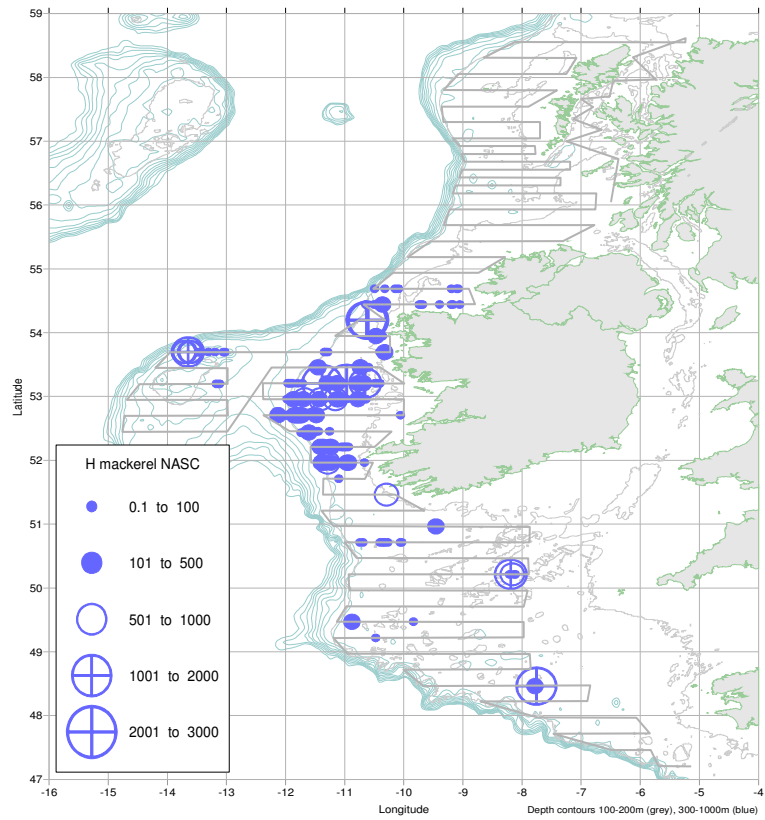 59
58
57
56
55
54
53
52
51
50
49
48
47
Latitude
H mackerel NASC
0.1 to 100
101 to 500
501 to 1000
1001 to 2000
2001 to 3000
-16 -15 -14 -13 -12 -11 -10 -9 -8 -7 -6 -5 -4
Longitude
Depth contours 100-200m (grey), 300-1000m (blue)